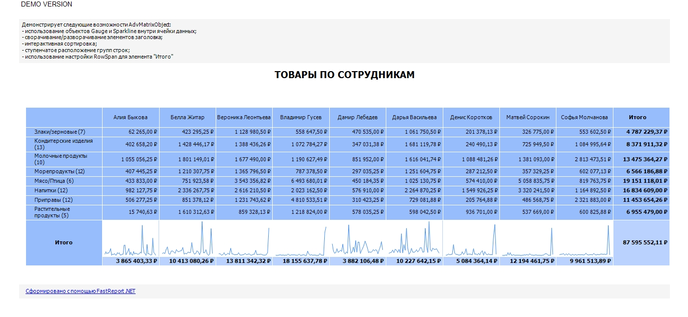 DEMO VERSION
Демонстрирует следующие возможности AdvMatrixObject:
- использование объектов Gauge и Sparkline внутри ячейки данных;
- сворачивание/разворачивание элементов заголовка;
- интерактивная сортировка;
- ступенчатое расположение групп строк;
- использование настройки RowSpan для элемента "Итого"
ТОВАРЫ ПО СОТРУДНИКАМ
Алия Быкова Белла Житар Вероника Леонтьева Владимир Гусев Дамир Лебедев Дарья Васильева Денис Коротков Матвей Сорокин Софья Молчанова Итого
Злаки/зерновые (7) 62 265,00 ₽ 423 295,25 ₽ 1 128 980,50 ₽ 558 647,50 ₽ 470 535,00 ₽ 1 061 750,50 ₽ 201 378,13 ₽ 326 775,00 ₽ 553 602,50 ₽ 4 787 229,37 ₽
Кондитерские изделия
(13) 402 658,20 ₽ 1 428 446,17 ₽ 1 388 436,26 ₽ 1 072 784,27 ₽ 347 031,38 ₽ 1 681 119,78 ₽ 240 490,13 ₽ 725 949,50 ₽ 1 084 995,64 ₽ 8 371 911,32 ₽
Молочные продукты
(10) 1 055 056,25 ₽ 1 801 149,01 ₽ 1 677 490,00 ₽ 1 190 627,49 ₽ 851 952,00 ₽ 1 616 041,74 ₽ 1 088 481,26 ₽ 1 381 093,00 ₽ 2 813 473,51 ₽ 13 475 364,27 ₽
Морепродукты (12) 407 445,25 ₽ 1 210 307,75 ₽ 1 365 796,50 ₽ 787 378,50 ₽ 297 035,25 ₽ 1 251 604,75 ₽ 287 212,50 ₽ 357 329,25 ₽ 602 077,13 ₽ 6 566 186,88 ₽
Мясо/Птица (6) 433 833,00 ₽ 751 923,58 ₽ 3 543 356,82 ₽ 6 493 680,01 ₽ 450 184,35 ₽ 1 025 130,75 ₽ 574 410,00 ₽ 5 058 835,75 ₽ 819 763,75 ₽ 19 151 118,01 ₽
Напитки (12) 982 127,75 ₽ 2 336 267,75 ₽ 2 616 210,50 ₽ 2 023 162,50 ₽ 576 910,00 ₽ 2 264 870,25 ₽ 1 549 926,25 ₽ 3 320 241,50 ₽ 1 164 892,50 ₽ 16 834 609,00 ₽
Приправы (12) 506 277,25 ₽ 851 378,12 ₽ 1 231 743,62 ₽ 4 810 533,51 ₽ 310 423,25 ₽ 729 081,88 ₽ 205 764,88 ₽ 486 568,75 ₽ 2 321 883,00 ₽ 11 453 654,26 ₽
Растительные
продукты (5) 15 740,63 ₽ 1 610 312,63 ₽ 859 328,13 ₽ 1 218 824,00 ₽ 578 035,25 ₽ 598 042,50 ₽ 936 701,00 ₽ 537 669,00 ₽ 600 825,88 ₽ 6 955 479,00 ₽
Итого 87 595 552,11 ₽
3 865 403,33 ₽ 10 413 080,26 ₽ 13 811 342,32 ₽ 18 155 637,78 ₽ 3 882 106,48 ₽ 10 227 642,15 ₽ 5 084 364,14 ₽ 12 194 461,75 ₽ 9 961 513,89 ₽
Сформировано с помощью FastReport .NET